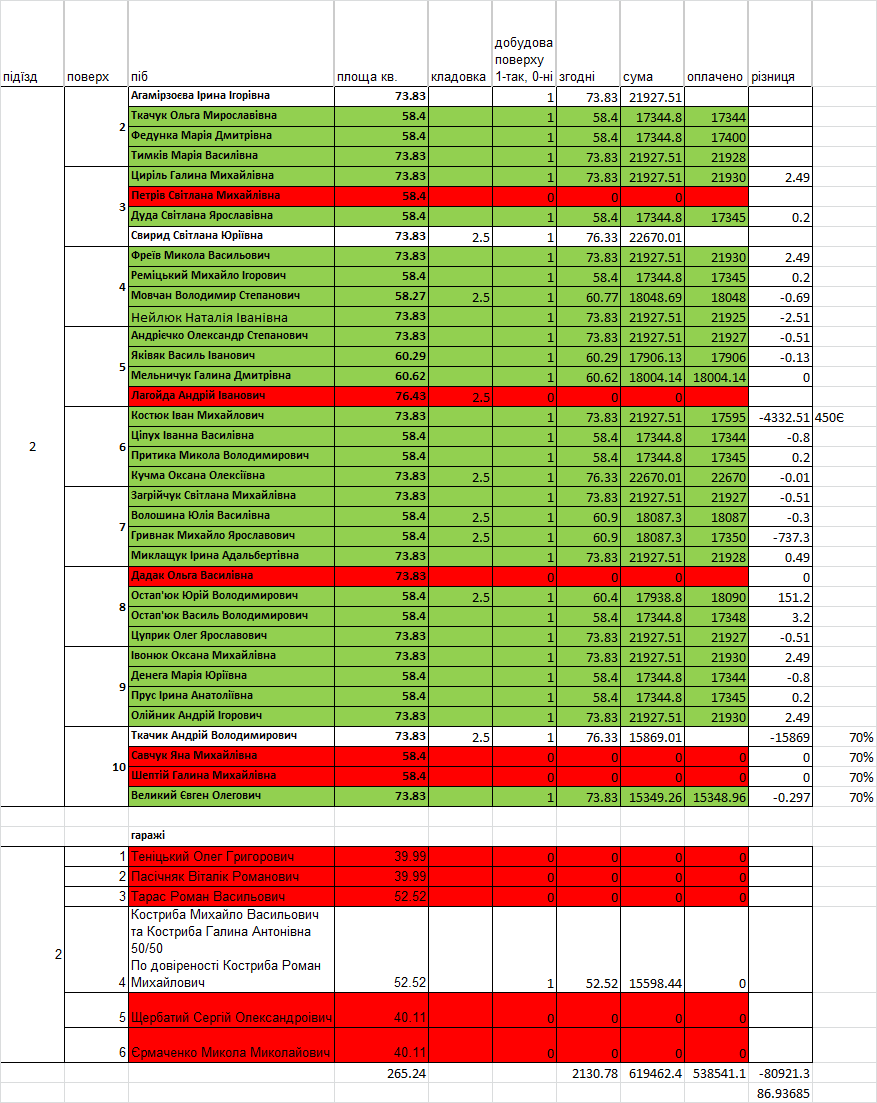 підїзд поверх піб площа кв. кладовка добудова поверху 1-так, 0-ні згодні сума оплачено різниця
Агамірзоєва Ірина Ігорівна 73.83 1 73.83 21927.51
2 Ткачук Ольга Мирославівна 58.4 1 58.4 17344.8 17344
Федунка Марія Дмитрівна 58.4 1 58.4 17344.8 17400
Тимків Марія Василівна 73.83 1 73.83 21927.51 21928
Циріль Галина Михайлівна 73.83 1 73.83 21927.51 21930 2.49
3 Петрів Світлана Михайлівна 58.4 0 0 0
Дуда Світлана Ярославівна 58.4 1 58.4 17344.8 17345 0.2
Свирид Світлана Юріївна 73.83 2.5 1 76.33 22670.01
Фреїв Микола Васильович 73.83 1 73.83 21927.51 21930 2.49
4 Реміцький Михайло Ігорович 58.4 1 58.4 17344.8 17345 0.2
Мовчан Володимир Степанович 58.27 2.5 1 60.77 18048.69 18048 -0.69
Нейлюк Наталія Іванівна 73.83 1 73.83 21927.51 21925 -2.51
Андрієчко Олександр Степанович 73.83 1 73.83 21927.51 21927 -0.51
5 Яківяк Василь Іванович 60.29 1 60.29 17906.13 17906 -0.13
Мельничук Галина Дмитрівна 60.62 1 60.62 18004.14 18004.14 0
Лагойда Андрій Іванович 76.43 2.5 0 0 0
Костюк Іван Михайлович 73.83 1 73.83 21927.51 17595 -4332.51 450Є
2 6 Ціпух Іванна Василівна 58.4 1 58.4 17344.8 17344 -0.8
Притика Микола Володимирович 58.4 1 58.4 17344.8 17345 0.2
Кучма Оксана Олексіївна 73.83 2.5 1 76.33 22670.01 22670 -0.01
Загрійчук Світлана Михайлівна 73.83 1 73.83 21927.51 21927 -0.51
7 Волошина Юлія Василівна 58.4 2.5 1 60.9 18087.3 18087 -0.3
Гривнак Михайло Ярославович 58.4 2.5 1 60.9 18087.3 17350 -737.3
Миклащук Ірина Адальбертівна 73.83 1 73.83 21927.51 21928 0.49
Дадак Ольга Василівна 73.83 0 0 0 0
8 Остап'юк Юрій Володимирович 58.4 2.5 1 60.4 17938.8 18090 151.2
Остап'юк Василь Володимирович 58.4 1 58.4 17344.8 17348 3.2
Цуприк Олег Ярославович 73.83 1 73.83 21927.51 21927 -0.51
Івонюк Оксана Михайлівна 73.83 1 73.83 21927.51 21930 2.49
9 Денега Марія Юріївна 58.4 1 58.4 17344.8 17344 -0.8
Прус Ірина Анатоліївна 58.4 1 58.4 17344.8 17345 0.2
Олійник Андрій Ігорович 73.83 1 73.83 21927.51 21930 2.49
Ткачик Андрій Володимирович 73.83 2.5 1 76.33 15869.01 -15869 70%
10 Савчук Яна Михайлівна 58.4 0 0 0 0 0 70%
Шептій Галина Михайлівна 58.4 0 0 0 0 0 70%
Великий Євген Олегович 73.83 1 73.83 15349.26 15348.96 -0.297 70%
гаражі
1 Теніцький Олег Григорович 39.99 0 0 0 0
2 Пасічняк Віталік Романович 39.99 0 0 0 0
3 Тарас Роман Васильович 52.52 0 0 0 0
Костриба Михайло Васильович
та Костриба Галина Антонівна
2 50/50
По довіреності Костриба Роман
4 Михайлович 52.52 1 52.52 15598.44 0
5 Щербатий Сергій Олександроівич 40.11 0 0 0 0
6 Єрмаченко Микола Миколайович 40.11 0 0 0 0
265.24 2130.78 619462.4 538541.1 -80921.3
86.93685